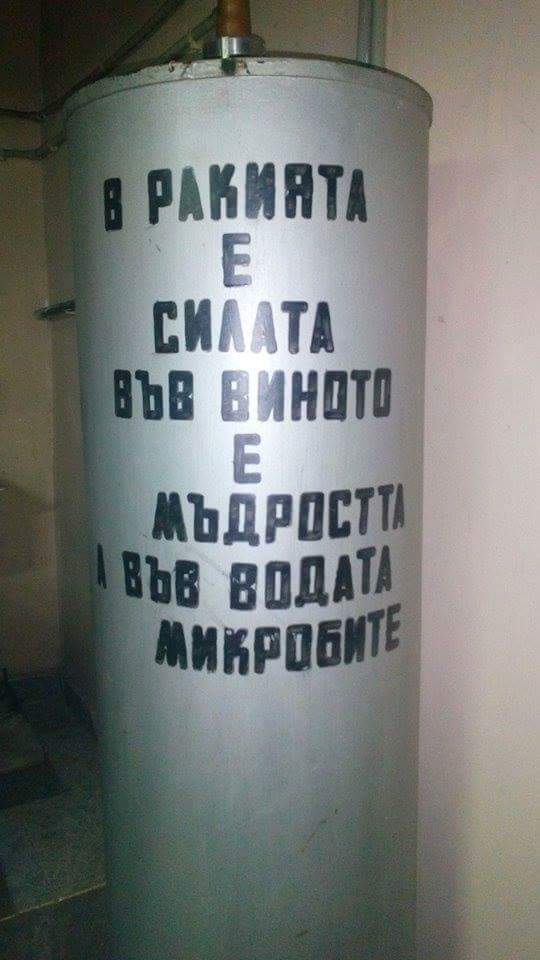 В РАКИЯТА
Е
СИЛАТА
ВЪВ ВИНОТО
Е
МЪДРОСТТА
А ВЪВ ВОДАТА
МИКРОБИТЕ